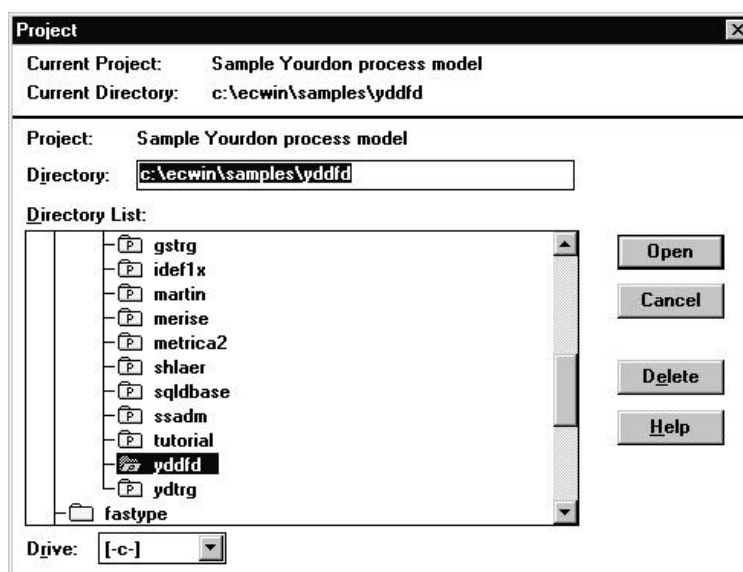 Project
Current Project: Sample Yourdon process model
Current Directory: c:\ecwin\samples\yddfd
Project: Sample Yourdon process model
Directory: c:\ecwin\samples\yddfd
Directory List:
P gstrg
P idef1x
P martin
P merise
P metrica2
P shlaer
P sqldbase
P ssadm
P tutorial
yddfd
P ydtrg
fastype
Drive: [-c-]
Open
Cancel
Delete
Help